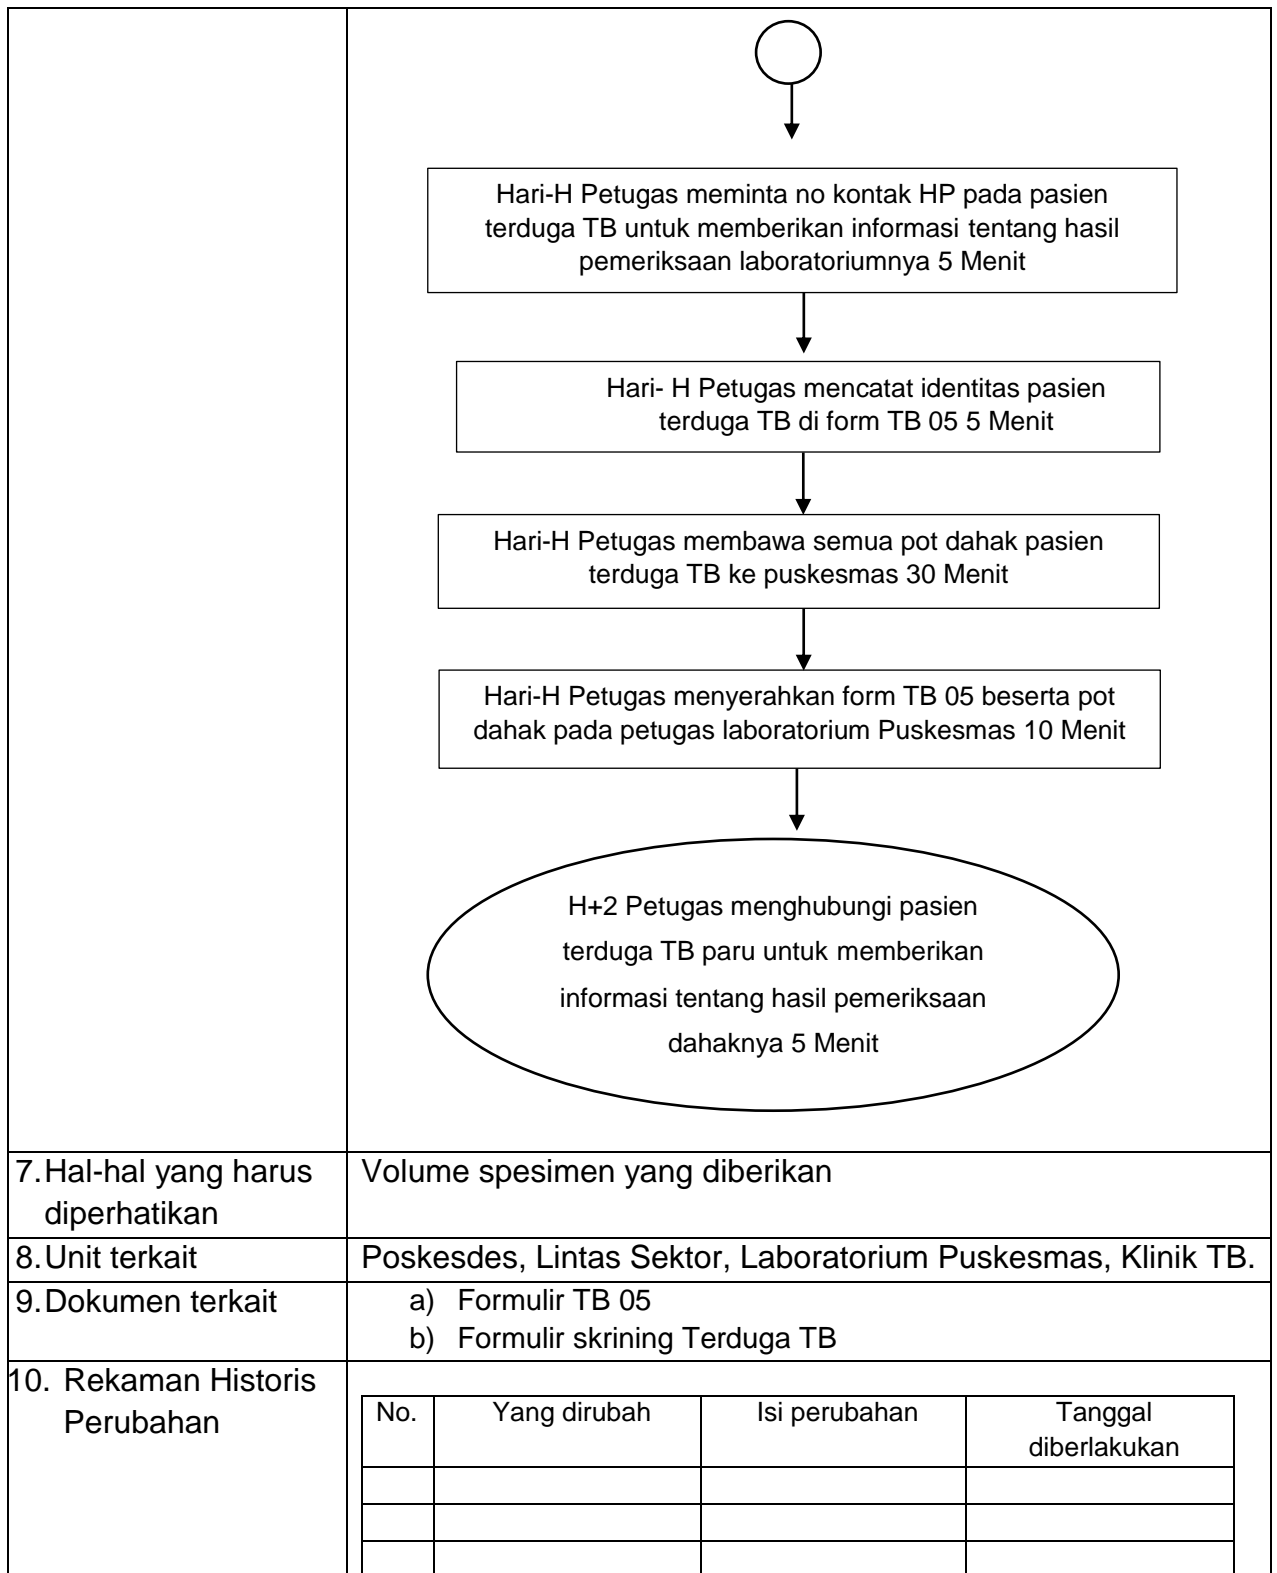 Hari-H Petugas meminta no kontak HP pada pasien
terduga TB untuk memberikan informasi tentang hasil
pemeriksaan laboratoriumnya 5 Menit
Hari- H Petugas mencatat identitas pasien
terduga TB di form TB 05 5 Menit
Hari-H Petugas membawa semua pot dahak pasien
terduga TB ke puskesmas 30 Menit
Hari-H Petugas menyerahkan form TB 05 beserta pot
dahak pada petugas laboratorium Puskesmas 10 Menit
H+2 Petugas menghubungi pasien
terduga TB paru untuk memberikan
informasi tentang hasil pemeriksaan
dahaknya 5 Menit
7. Hal-hal yang harus
diperhatikan
Volume spesimen yang diberikan
8. Unit terkait
Poskesdes, Lintas Sektor, Laboratorium Puskesmas, Klinik TB.
9. Dokumen terkait
a) Formulir TB 05
b) Formulir skrining Terduga TB
10. Rekaman Historis
Perubahan
No.
Yang dirubah
Isi perubahan
Tanggal
diberlakukan